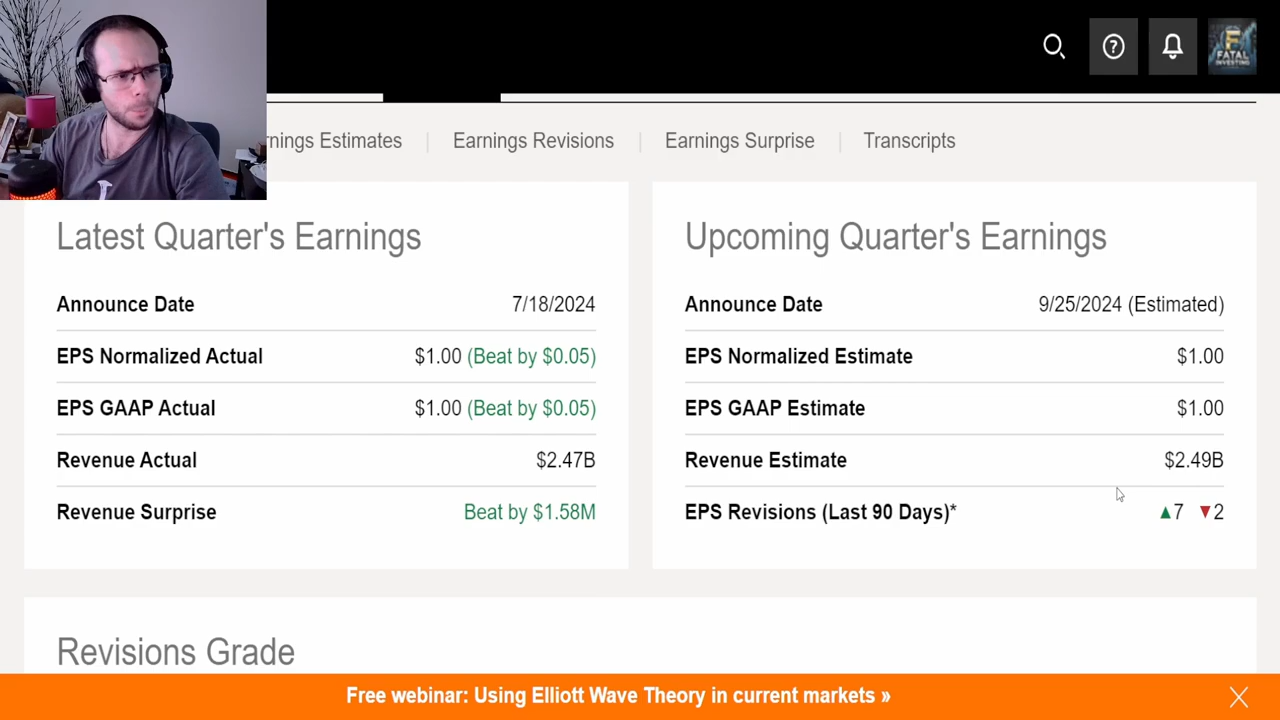 F
FATAL
INVESTING
rnings Estimates | Earnings Revisions | Earnings Surprise | Transcripts
Latest Quarter's Earnings
Announce Date 7/18/2024
EPS Normalized Actual $1.00 (Beat by $0.05)
EPS GAAP Actual $1.00 (Beat by $0.05)
Revenue Actual $2.47B
Revenue Surprise Beat by $1.58M
Upcoming Quarter's Earnings
Announce Date 9/25/2024 (Estimated)
EPS Normalized Estimate $1.00
EPS GAAP Estimate $1.00
Revenue Estimate $2.49B
EPS Revisions (Last 90 Days)* ▲7 ▼2
Revisions Grade
Free webinar: Using Elliott Wave Theory in current markets »